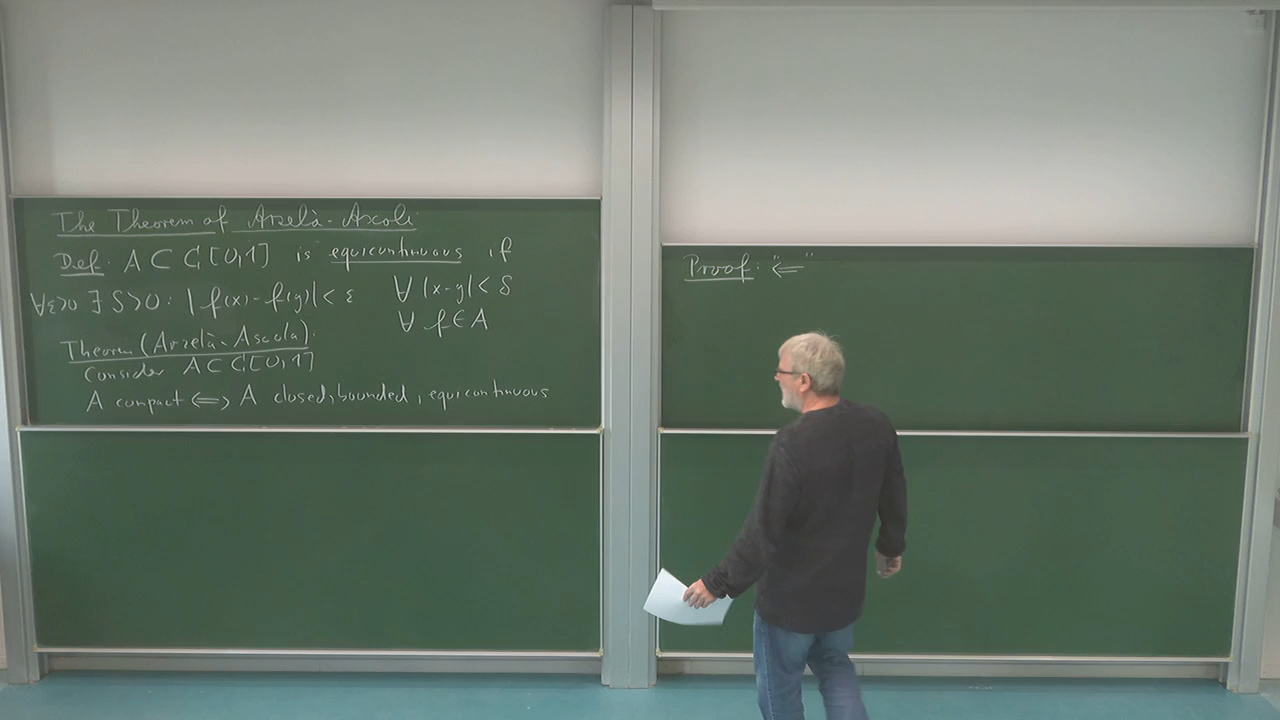 The Theorem of Arzelà-Ascoli
Def. A ⊂ C[0,1] is equicontinuous if
∀ε>0 ∃ δ>0: |f(x)-f(y)|< ε ∀ |x-y|< δ
∀ f∈A
Theorem (Arzelà-Ascola):
Consider A⊂C[0,1]
A compact ⟺ A closed, bounded, equicontinuous
Proof: "⟸"